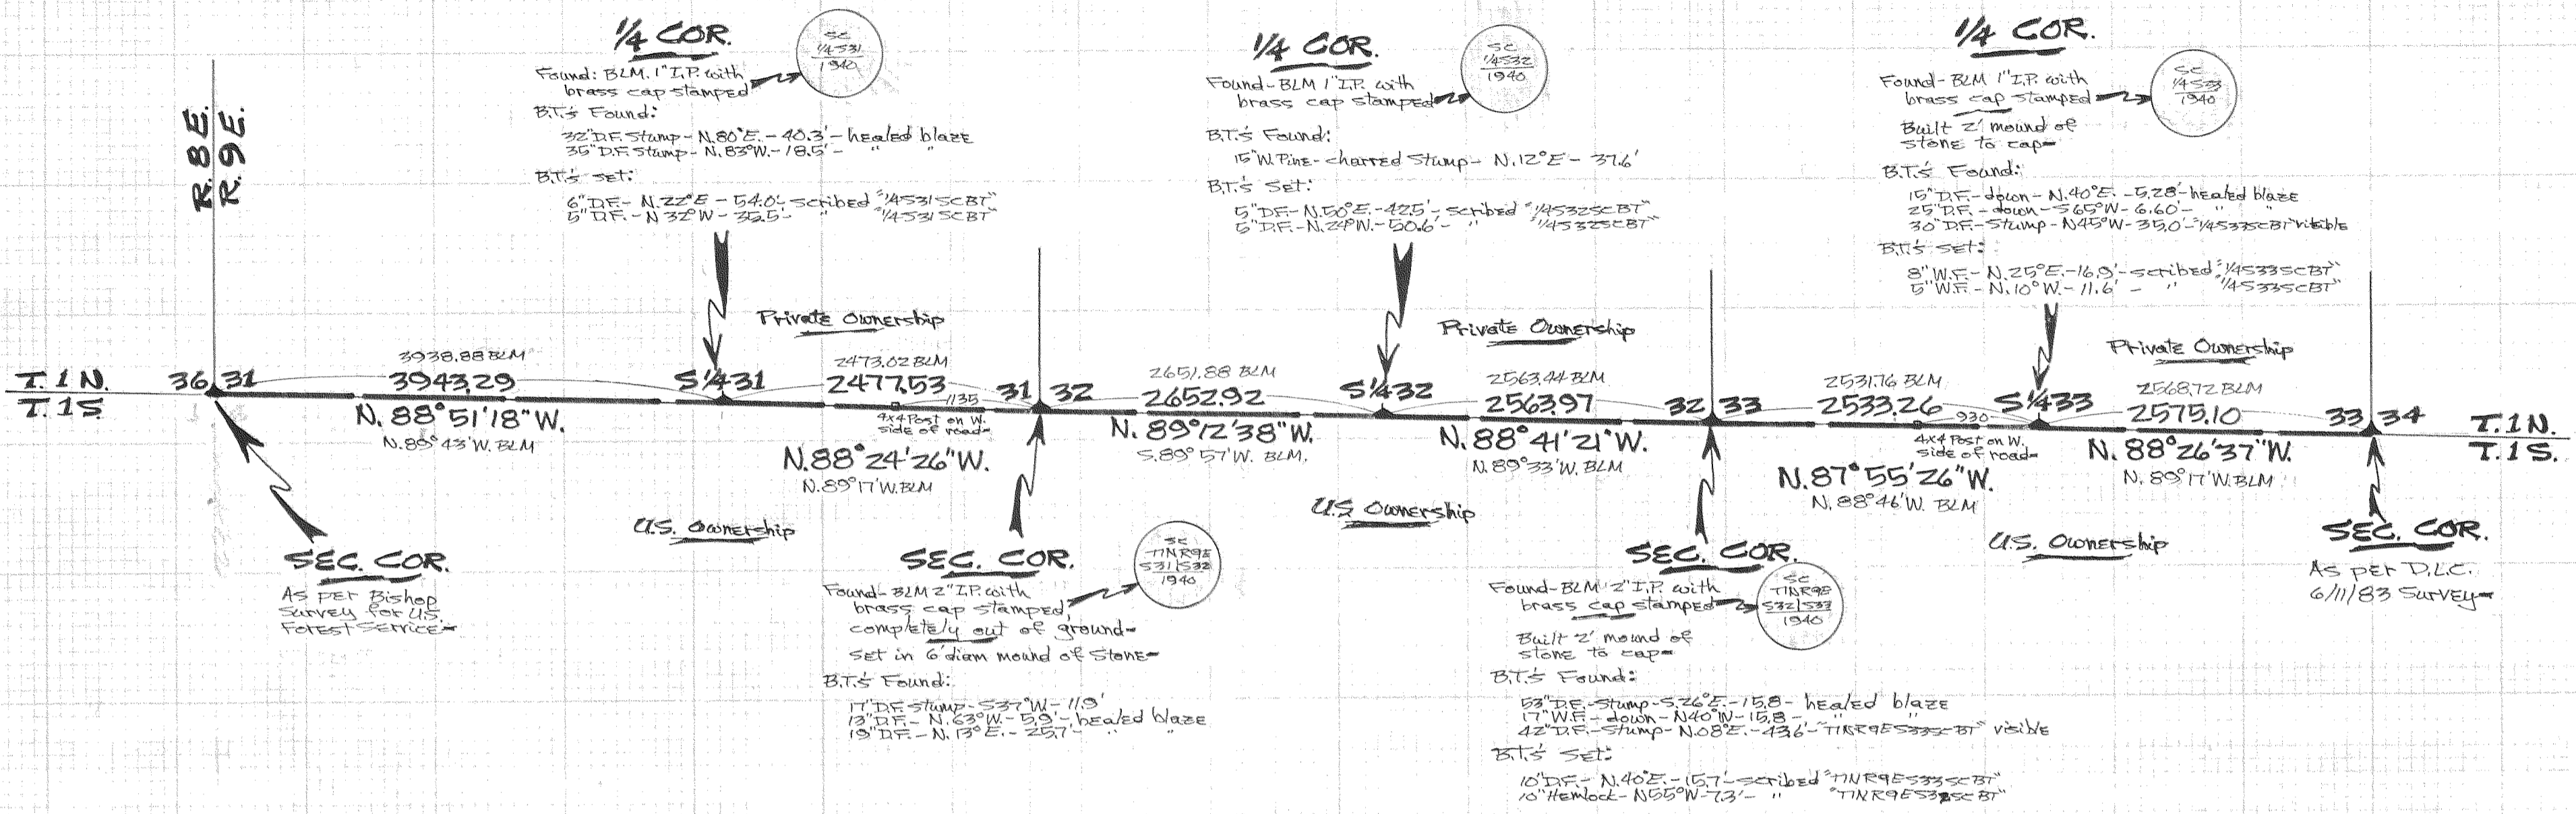 R.8E.
R.9E.
1/4 COR.
Found: BLM. 1" I.P. with
brass cap stamped
SC
1/4 S31
1940
B.T.'s Found:
32" D.F. Stump - N.80°E. - 40.3' - healed blaze
35" D.F. Stump - N.83°W. - 18.5' - " "
B.T.'s Set:
6" D.F. - N.22°E - 54.0' - scribed "1/4S31SCBT"
5" D.F. - N 32°W - 35.5' - " "1/4S31SCBT"
1/4 COR.
Found - BLM 1" I.P. with
brass cap stamped
SC
1/4 S32
1940
B.T.'s Found:
15" W. Pine - charred Stump - N.12°E - 37.6'
B.T.'s Set:
5" D.F. - N.50°E. - 42.5' - scribed "1/4S32SCBT"
5" D.F. - N.24°W. - 50.6' - " "1/4S32SCBT"
1/4 COR.
Found - BLM 1" I.P. with
brass cap stamped
SC
1/4 S33
1940
Built 2' mound of
stone to cap-
B.T.'s Found:
15" D.F. - down - N.40°E. - 5.28' - healed blaze
25" D.F. - down - S65°W - 6.60' - " "
30" D.F. - Stump - N45°W - 35.0' - "1/4S33SCBT" visible
B.T.'s Set:
8" W.F. - N.25°E. - 16.9' - scribed "1/4S33SCBT"
5" W.F. - N.10°W. - 11.6' - " "1/4S33SCBT"
Private Ownership
Private Ownership
Private Ownership
T. 1 N.
T. 1 S.
36 31
3938.88 BLM
3943.29
N. 88°51'18" W.
N. 89°43' W. BLM
S1/4 31
2473.02 BLM
2477.53
1135
4x4 Post on W.
side of road-
N. 88°24'26" W.
N. 89°17' W. BLM
31 32
2651.88 BLM
2652.92
N. 89°12'38" W.
S. 89°57' W. BLM.
S1/4 32
2563.44 BLM
2563.97
N. 88°41'21" W.
N. 89°33' W. BLM
32 33
2531.76 BLM
2533.26
930
4x4 Post on W.
side of road-
N. 87°55'26" W.
N. 88°46' W. BLM
S1/4 33
2568.72 BLM
2575.10
N. 88°26'37" W.
N. 89°17' W. BLM
33 34
T. 1 N.
T. 1 S.
U.S. Ownership
U.S. Ownership
U.S. Ownership
SEC. COR.
As per Bishop
Survey for U.S.
Forest Service-
SEC. COR.
Found - BLM 2" I.P. with
brass cap stamped,
completely out of ground-
set in 6' diam mound of Stone-
SC
T1NR9E
S31|S32
1940
B.T.'s Found:
17" D.F. Stump - S37°W - 11.9'
13" D.F. - N.63°W. - 5.9' - healed blaze
19" D.F. - N.13°E. - 25.7' - " "
SEC. COR.
Found - BLM 2" I.P. with
brass cap stamped
SC
T1NR9E
S32|S33
1940
Built 2' mound of
stone to cap-
B.T.'s Found:
53" D.F. - Stump - S.26°E. - 15.8 - healed blaze
17" W.F. - down - N40°W - 15.8 - " "
42" D.F. - Stump - N.08°E. - 43.6' - "T1NR9ES33SCBT" visible
B.T.'s Set:
10" D.F. - N.40°E. - 15.7' - scribed "T1NR9ES33SCBT"
10" Hemlock - N55°W - 7.3' - " "T1NR9ES32SCBT"
SEC. COR.
As per D.L.C.
6/11/83 Survey-